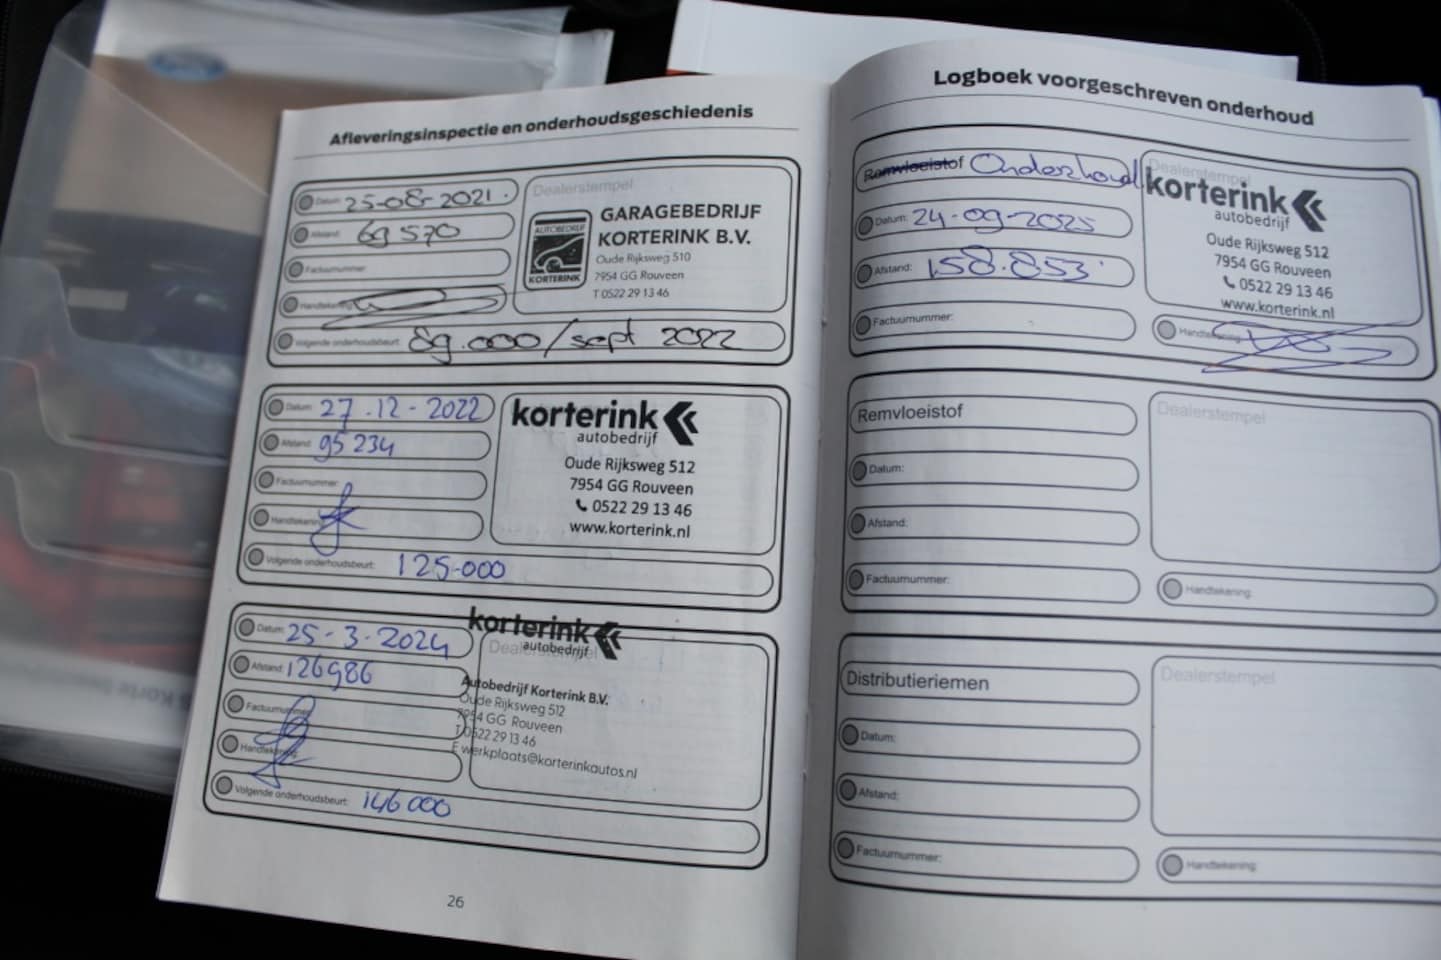 Afleveringsinspectie en onderhoudsgeschiedenis
Datum: 25-08-2021.
Dealerstempel
Afstand: 69570
AUTOBEDRIJF
KORTERINK
GARAGEBEDRIJF
KORTERINK B.V.
Oude Rijksweg 510
7954 GG Rouveen
T 0522 29 13 46
Factuurnummer:
Handtekening:
Volgende onderhoudsbeurt: 89.000/sept 2022
Datum: 27.12-2022
korterink
autobedrijf
Afstand: 95234
Oude Rijksweg 512
7954 GG Rouveen
0522 29 13 46
www.korterink.nl
Factuurnummer:
Handtekening:
Volgende onderhoudsbeurt: 125.000
Datum: 25-3-2024
korterink
autobedrijf
Dealerstempel
Afstand: 126986
Autobedrijf Korterink B.V.
Oude Rijksweg 512
7954 GG Rouveen
T 0522 29 13 46
E werkplaats@korterinkautos.nl
Factuurnummer:
Handtekening:
Volgende onderhoudsbeurt: 146000
26
Logboek voorgeschreven onderhoud
Remvloeistof Onderhoud
Dealerstempel
korterink
autobedrijf
Oude Rijksweg 512
7954 GG Rouveen
0522 29 13 46
www.korterink.nl
Datum: 24-09-2025
Afstand: 158.853
Factuurnummer:
Handtekening:
Remvloeistof
Dealerstempel
Datum:
Afstand:
Factuurnummer:
Handtekening:
Distributieriemen
Dealerstempel
Datum:
Afstand:
Factuurnummer:
Handtekening: